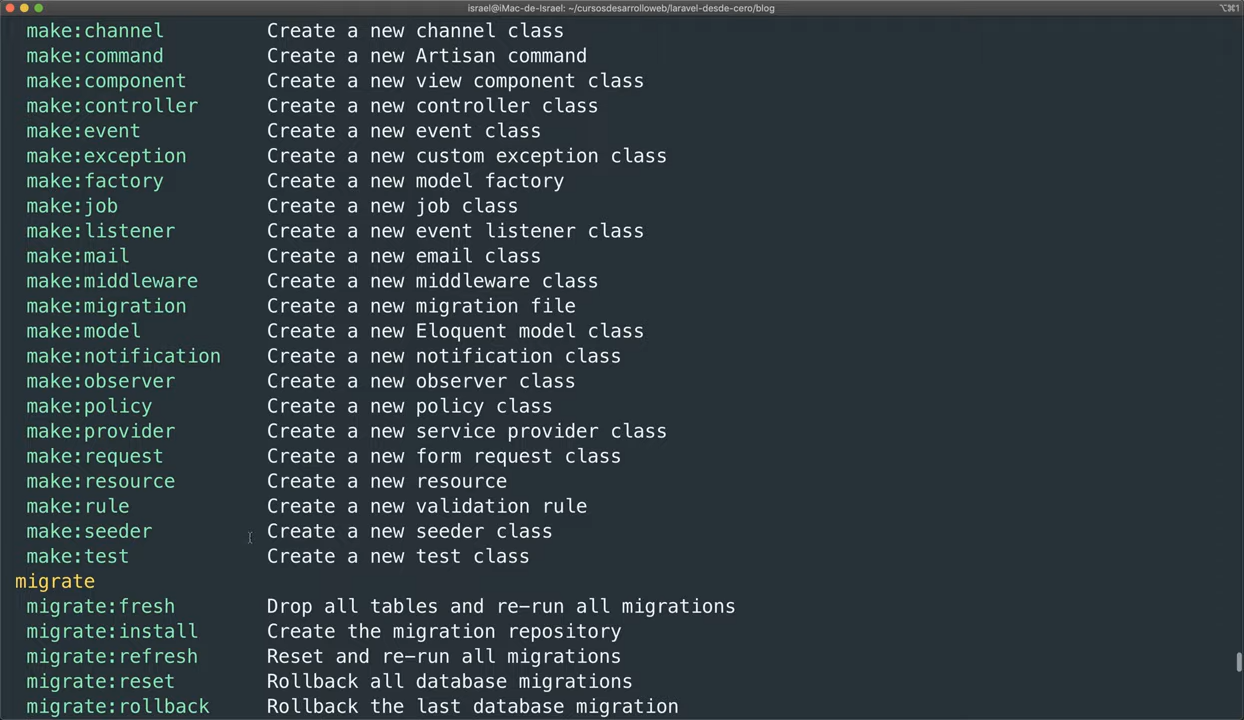 israel@iMac-de-Israel: ~/cursosdesarrolloweb/laravel-desde-cero/blog
⌥⌘1
make:channel Create a new channel class
make:command Create a new Artisan command
make:component Create a new view component class
make:controller Create a new controller class
make:event Create a new event class
make:exception Create a new custom exception class
make:factory Create a new model factory
make:job Create a new job class
make:listener Create a new event listener class
make:mail Create a new email class
make:middleware Create a new middleware class
make:migration Create a new migration file
make:model Create a new Eloquent model class
make:notification Create a new notification class
make:observer Create a new observer class
make:policy Create a new policy class
make:provider Create a new service provider class
make:request Create a new form request class
make:resource Create a new resource
make:rule Create a new validation rule
make:seeder Create a new seeder class
make:test Create a new test class
migrate
migrate:fresh Drop all tables and re-run all migrations
migrate:install Create the migration repository
migrate:refresh Reset and re-run all migrations
migrate:reset Rollback all database migrations
migrate:rollback Rollback the last database migration